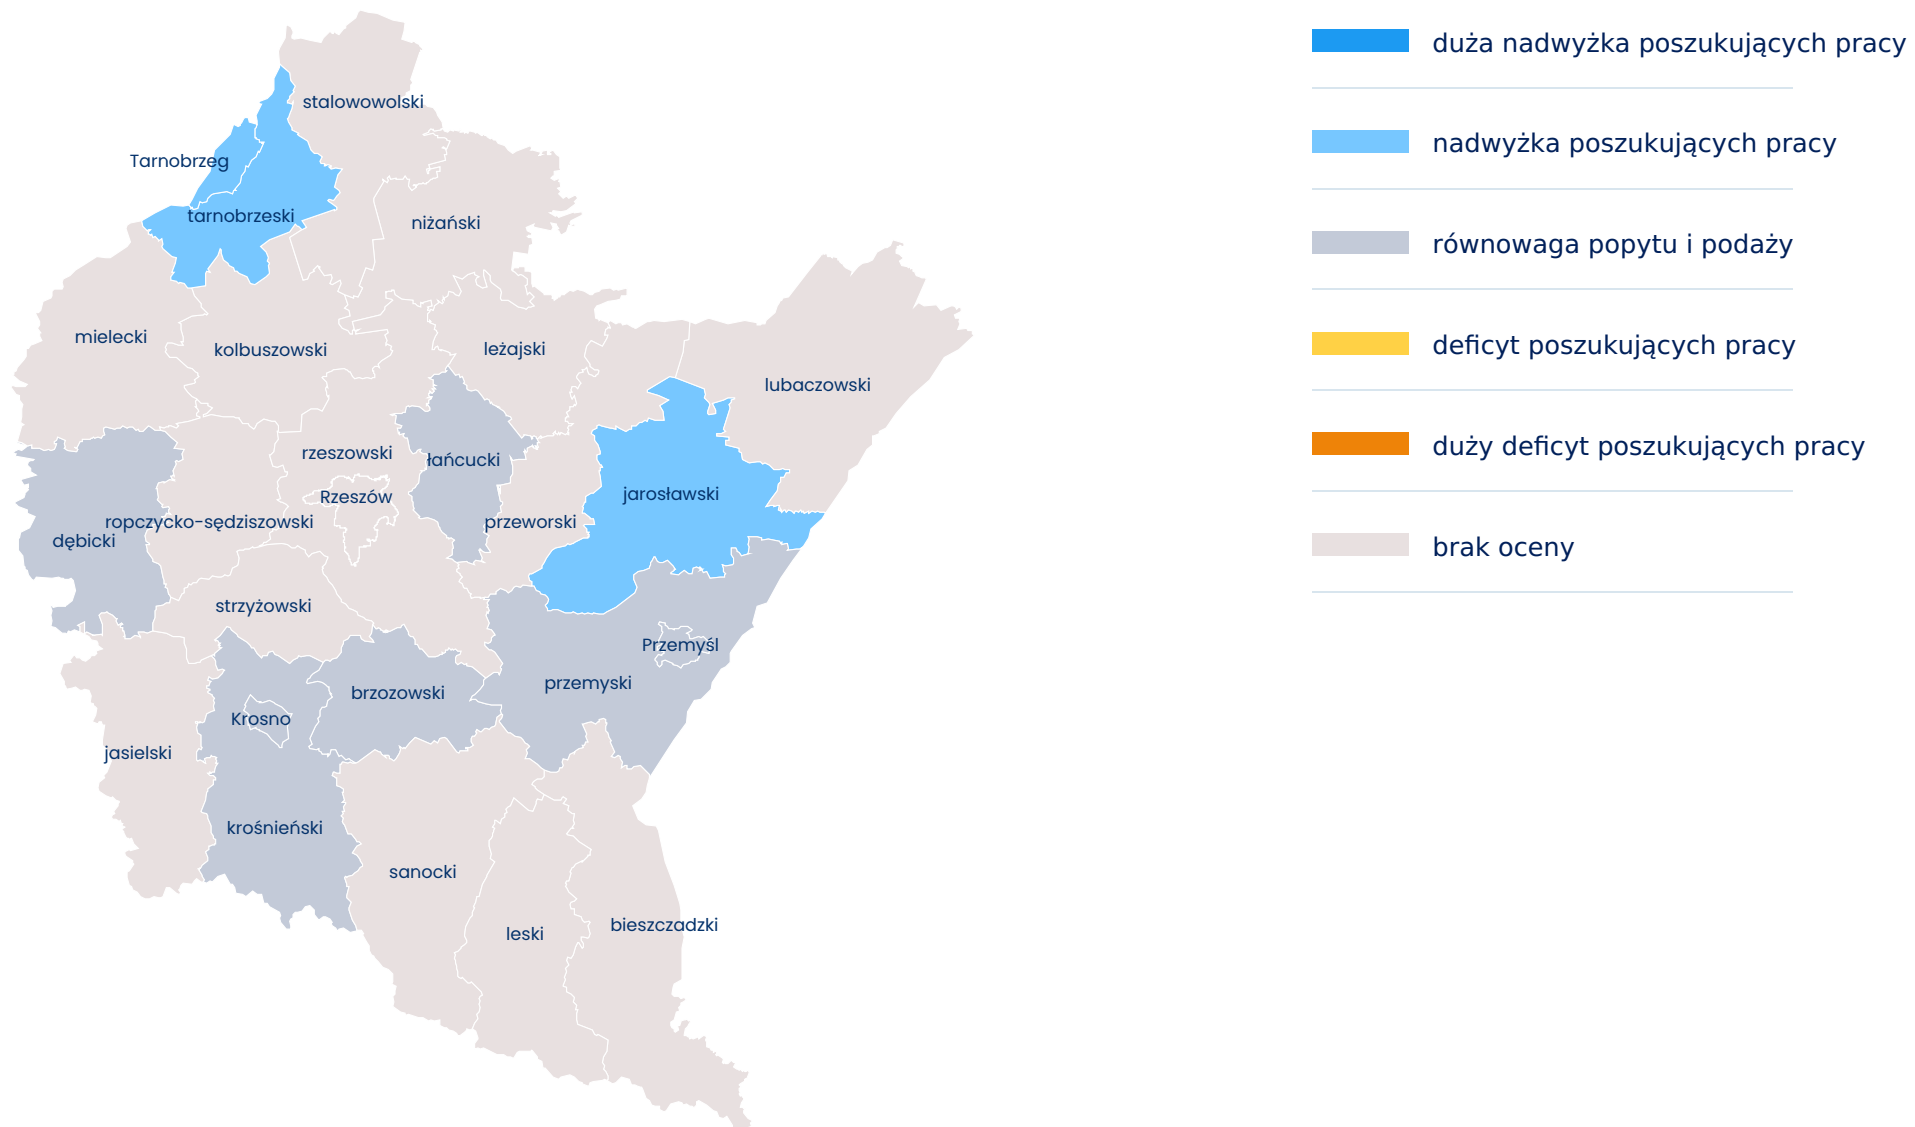 stalowowolski
Tarnobrzeg
tarnobrzeski
niżański
mielecki
kolbuszowski
leżajski
lubaczowski
rzeszowski
łańcucki
Rzeszów
jarosławski
ropczycko-sędziszowski
przeworski
dębicki
strzyżowski
Przemyśl
przemyski
brzozowski
Krosno
jasielski
krośnieński
sanocki
leski
bieszczadzki
duża nadwyżka poszukujących pracy
nadwyżka poszukujących pracy
równowaga popytu i podaży
deficyt poszukujących pracy
duży deficyt poszukujących pracy
brak oceny